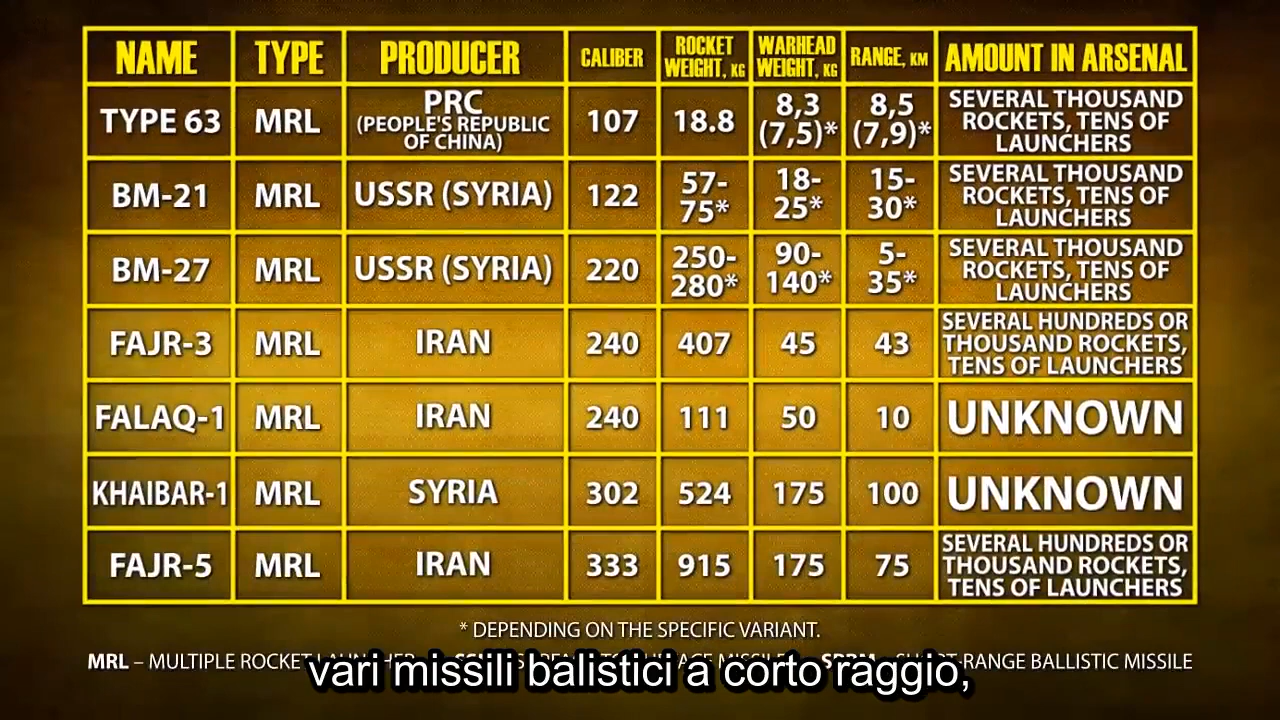 NAME TYPE PRODUCER CALIBER ROCKET WEIGHT, KG WARHEAD WEIGHT, KG RANGE, KM AMOUNT IN ARSENAL
TYPE 63 MRL PRC (PEOPLE'S REPUBLIC OF CHINA) 107 18.8 8,3 (7,5)* 8,5 (7,9)* SEVERAL THOUSAND ROCKETS, TENS OF LAUNCHERS
BM-21 MRL USSR (SYRIA) 122 57-75* 18-25* 15-30* SEVERAL THOUSAND ROCKETS, TENS OF LAUNCHERS
BM-27 MRL USSR (SYRIA) 220 250-280* 90-140* 5-35* SEVERAL THOUSAND ROCKETS, TENS OF LAUNCHERS
FAJR-3 MRL IRAN 240 407 45 43 SEVERAL HUNDREDS OR THOUSAND ROCKETS, TENS OF LAUNCHERS
FALAQ-1 MRL IRAN 240 111 50 10 UNKNOWN
KHAIBAR-1 MRL SYRIA 302 524 175 100 UNKNOWN
FAJR-5 MRL IRAN 333 915 175 75 SEVERAL HUNDREDS OR THOUSAND ROCKETS, TENS OF LAUNCHERS
* DEPENDING ON THE SPECIFIC VARIANT.
MRL – MULTIPLE ROCKET BALLISTIC MISSILE
vari missili balistici a corto raggio,